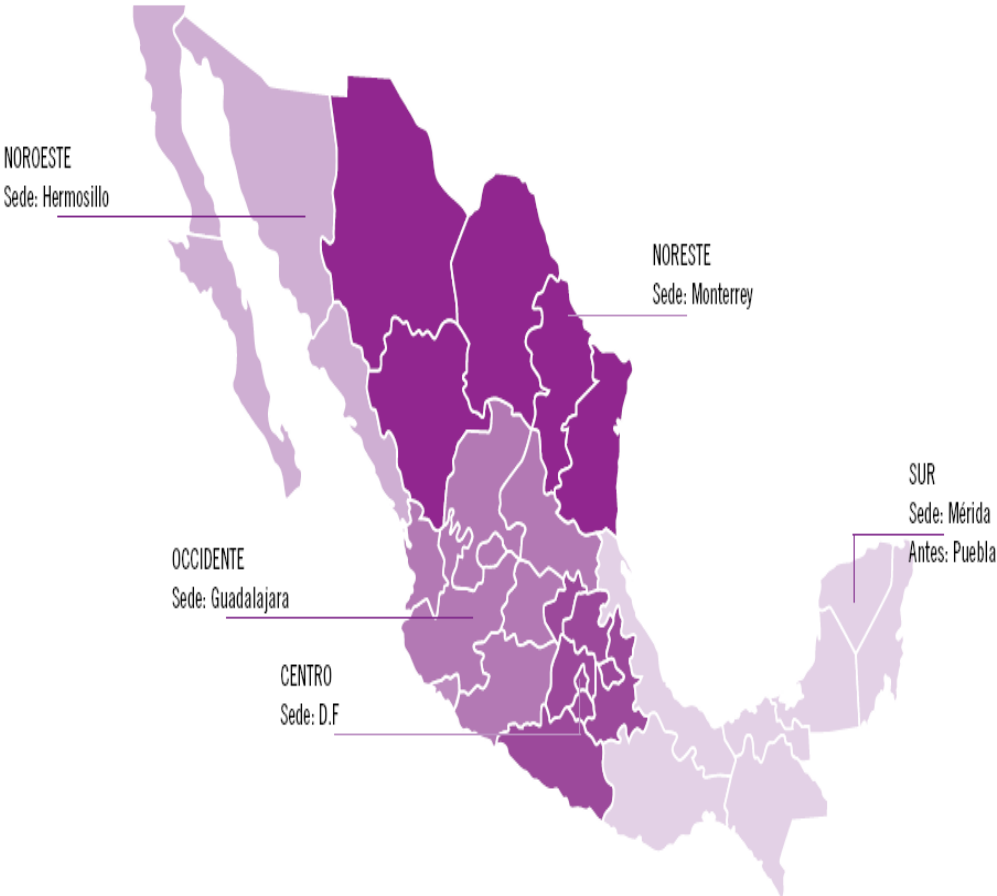 NOROESTE
Sede: Hermosillo
NORESTE
Sede: Monterrey
SUR
Sede: Mérida
Antes: Puebla
OCCIDENTE
Sede: Guadalajara
CENTRO
Sede: D.F